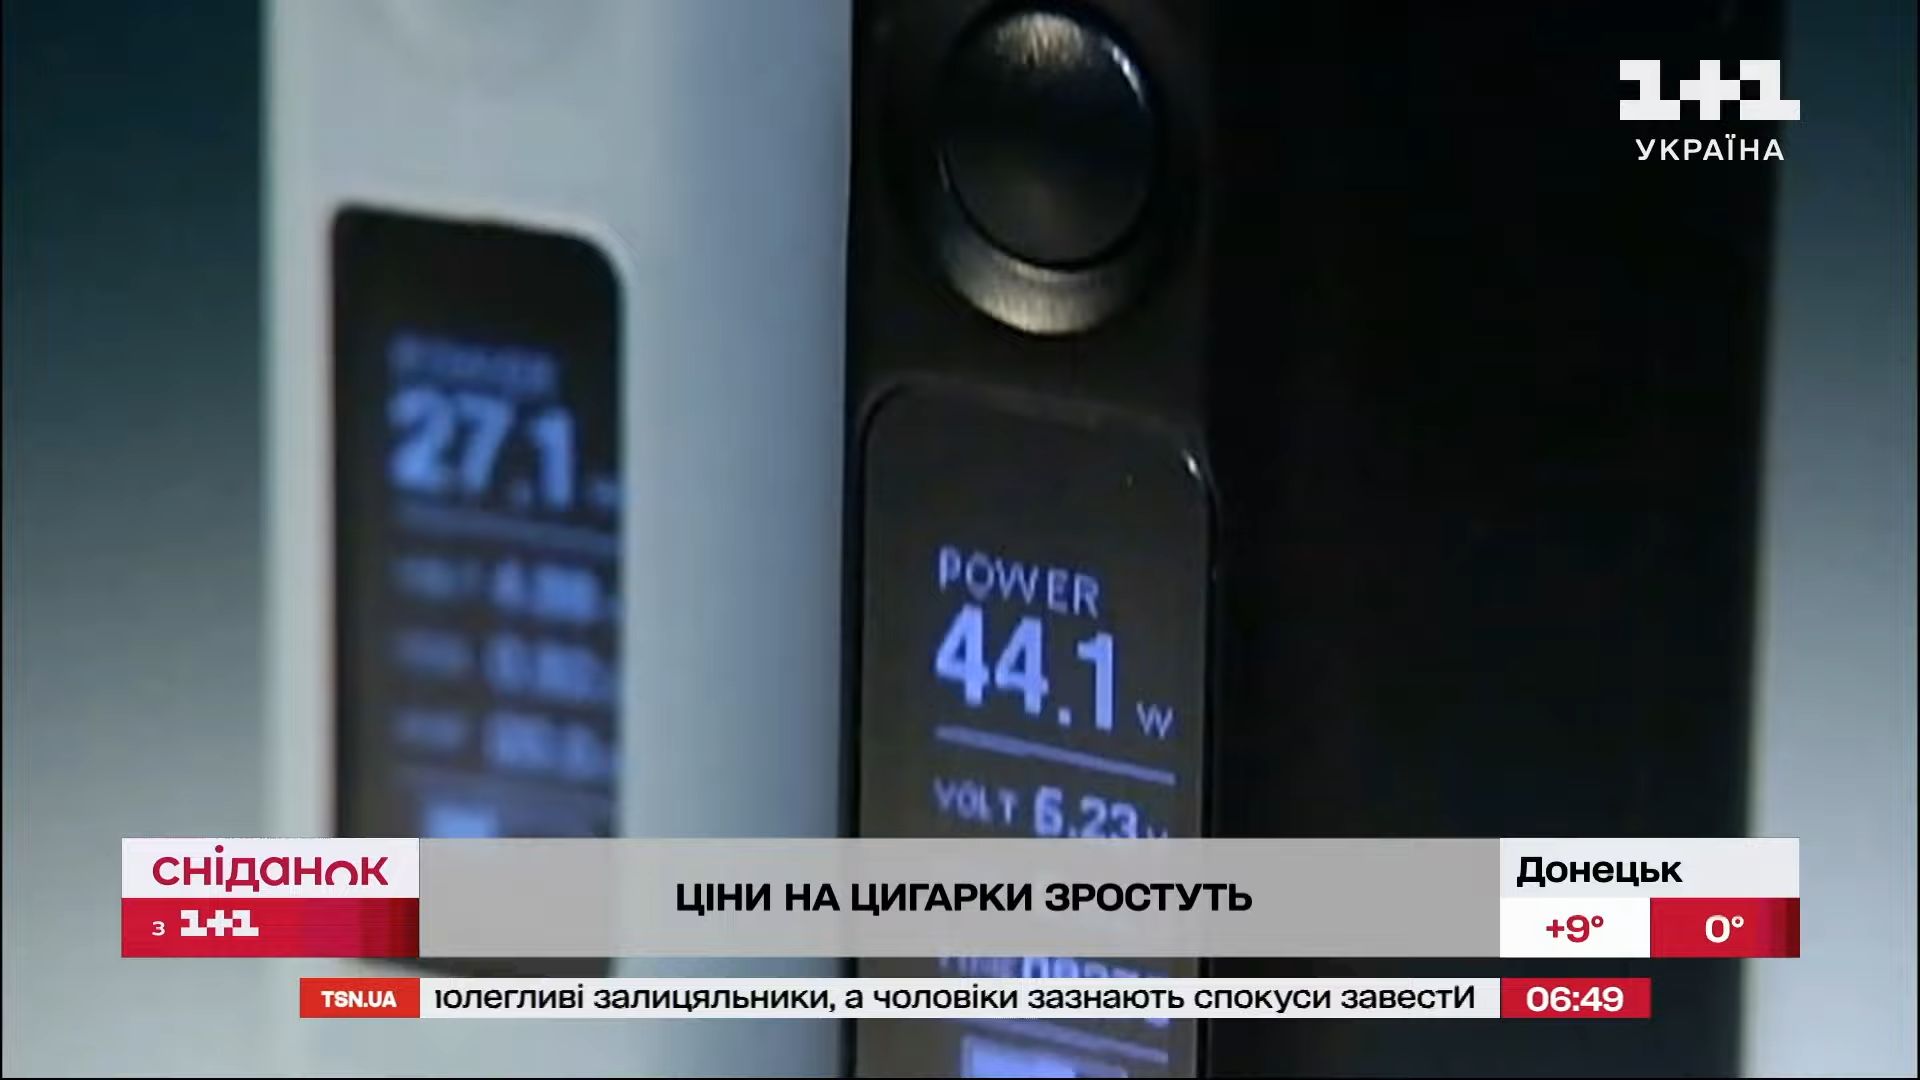 1+1
УКРАЇНА
POWER
27.1
POWER
44.1 W
VOLT 6.23
СНІДАНОК
З 1+1
ЦІНИ НА ЦИГАРКИ ЗРОСТУТЬ
Донецьк
+9° 0°
TSN.UA
залицяльники, а чоловіки зазнають спокуси завестИ
06:49